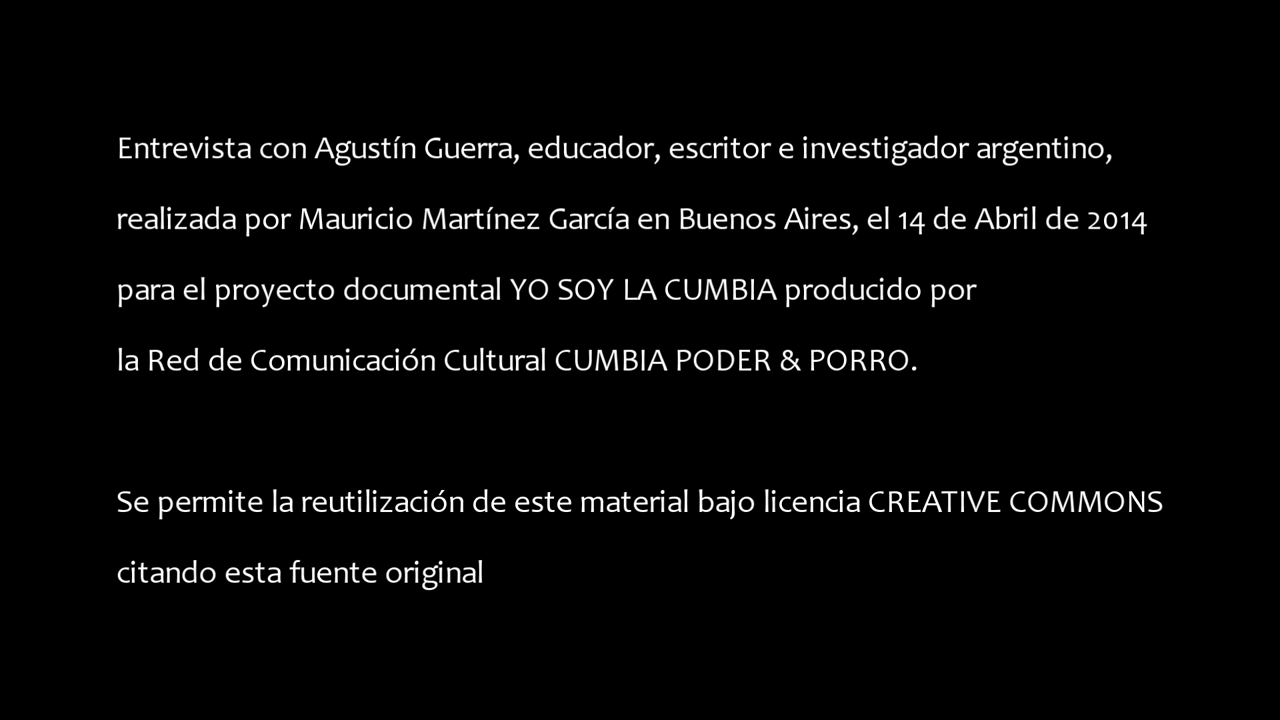 Entrevista con Agustín Guerra, educador, escritor e investigador argentino,
realizada por Mauricio Martínez García en Buenos Aires, el 14 de Abril de 2014
para el proyecto documental YO SOY LA CUMBIA producido por
la Red de Comunicación Cultural CUMBIA PODER & PORRO.
Se permite la reutilización de este material bajo licencia CREATIVE COMMONS
citando esta fuente original